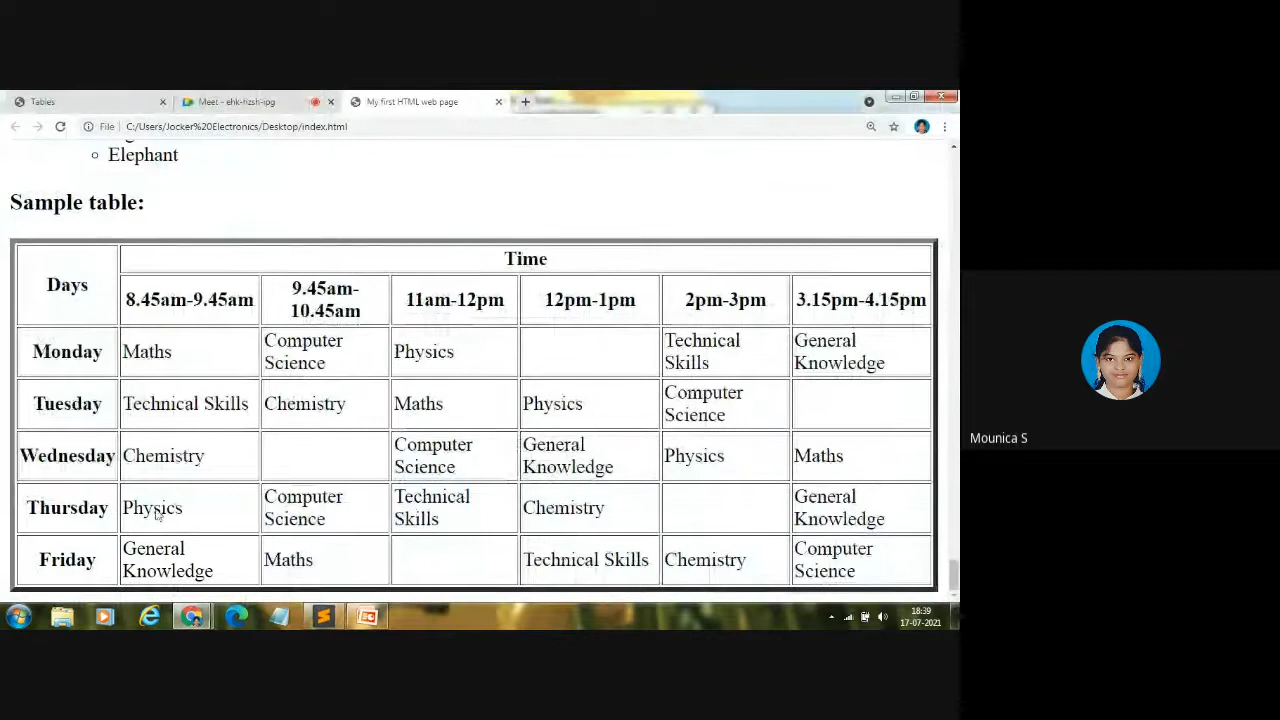 Tables
Meet - ehk-hzsh-ipg
My first HTML web page
File
C:/Users/Jocker%20Electronics/Desktop/index.html
Elephant
Sample table:
Days
Time
8.45am-9.45am
9.45am-
10.45am
11am-12pm
12pm-1pm
2pm-3pm
3.15pm-4.15pm
Monday
Maths
Computer
Science
Physics
Technical
Skills
General
Knowledge
Tuesday
Technical Skills
Chemistry
Maths
Physics
Computer
Science
Wednesday
Chemistry
Computer
Science
General
Knowledge
Physics
Maths
Thursday
Physics
Computer
Science
Technical
Skills
Chemistry
General
Knowledge
Friday
General
Knowledge
Maths
Technical Skills
Chemistry
Computer
Science
18:39
17-07-2021
Mounica S